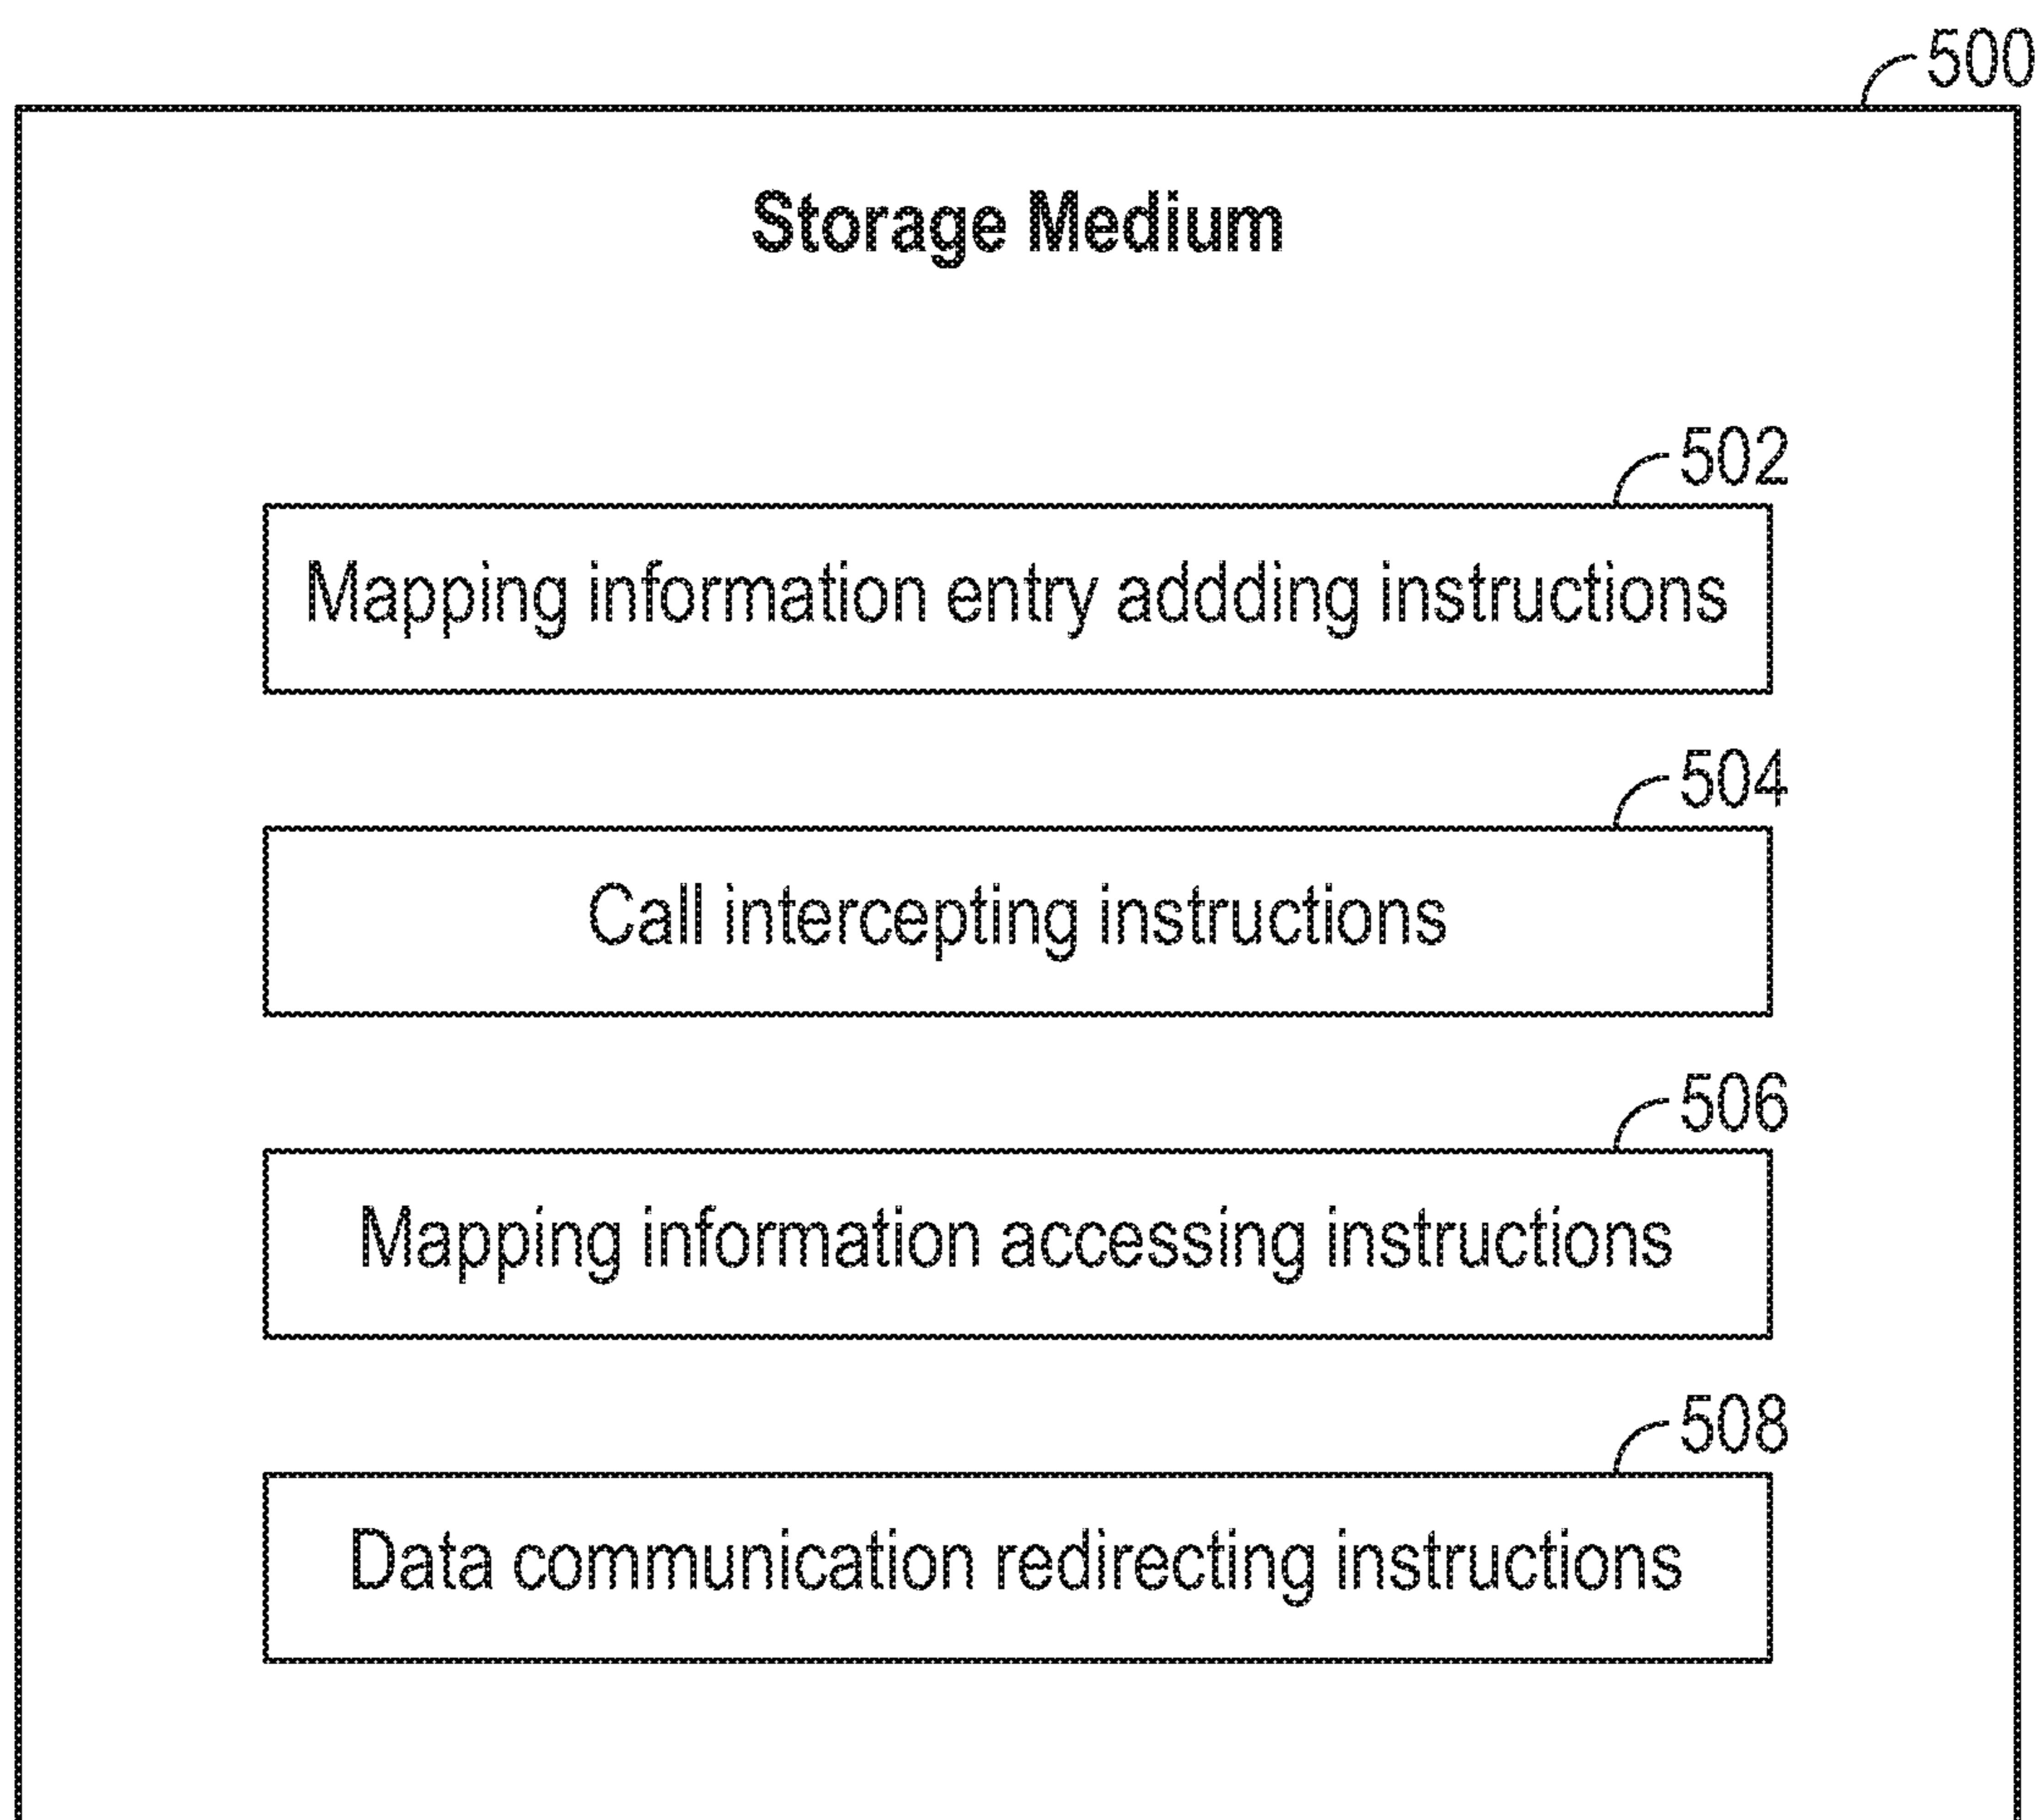 500
Storage Medium
502
Mapping information entry addding instructions
504
Call intercepting instructions
506
Mapping information accessing instructions
508
Data communication redirecting instructions